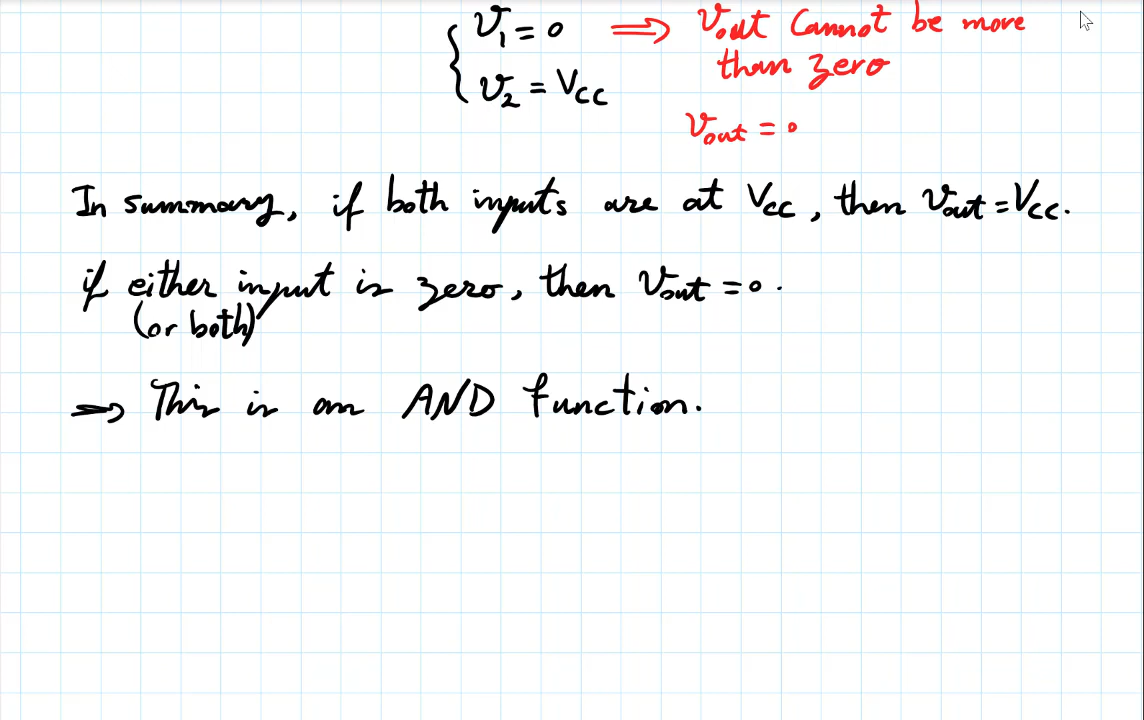 V₁ = 0 ⟹ Vout cannot be more
than zero
V₂ = VCC
Vout = 0
In summary, if both inputs are at VCC, then Vout = VCC.
if either input is zero, then Vout = 0.
(or both)
⟹ This is an AND function.